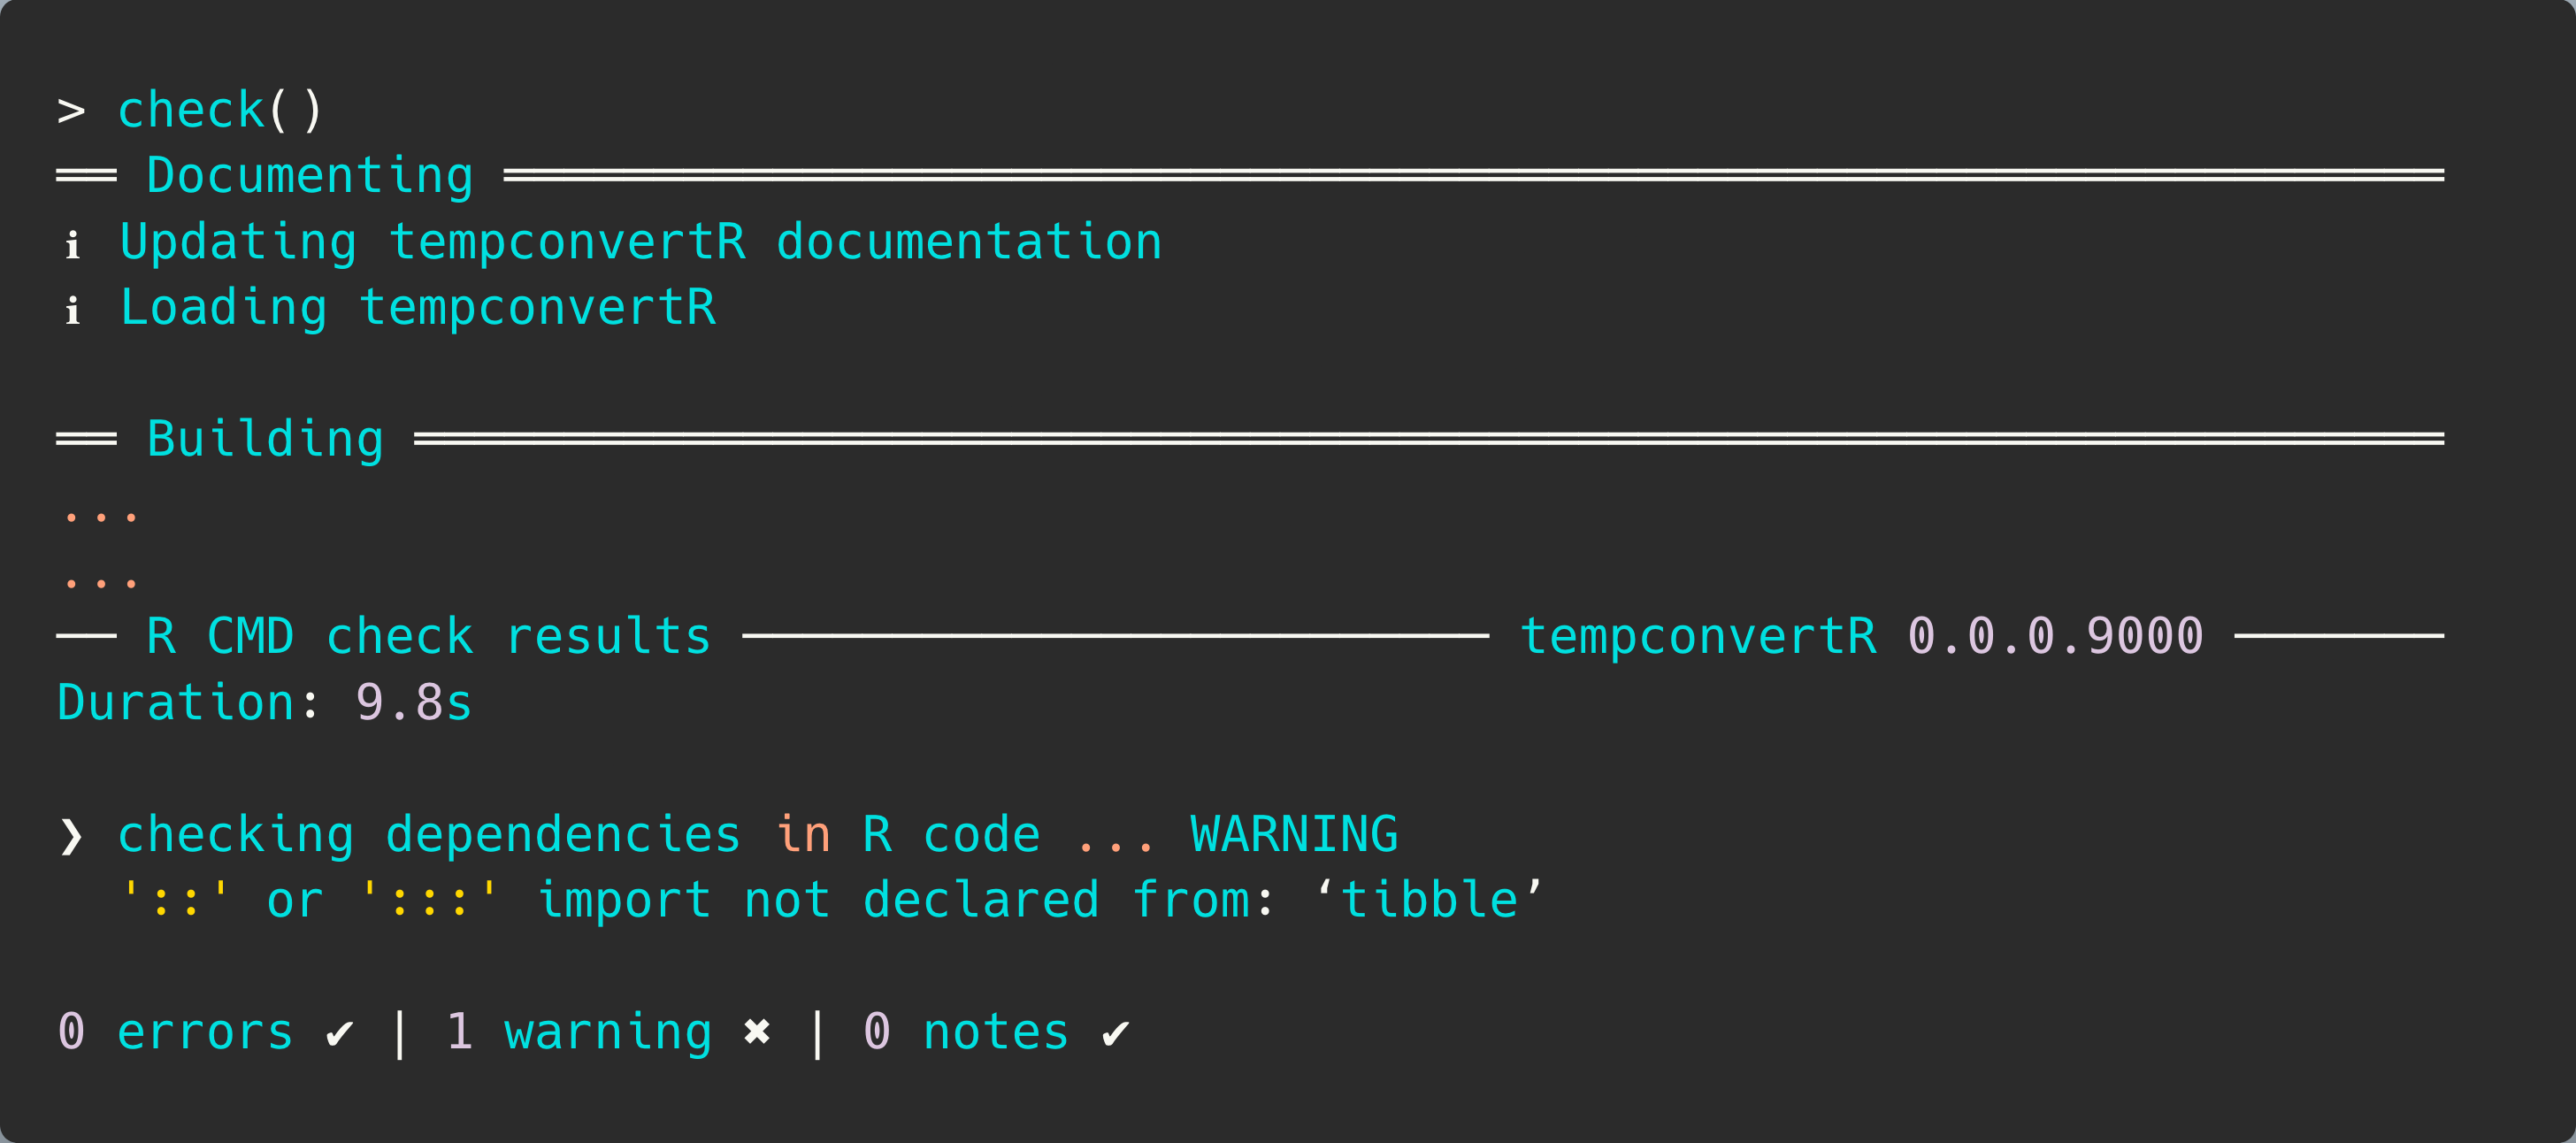 > check()
══ Documenting ═════════════════════════════════════════════════════════════════
ℹ Updating tempconvertR documentation
ℹ Loading tempconvertR
══ Building ════════════════════════════════════════════════════════════════════
...
...
── R CMD check results ───────────────────────── tempconvertR 0.0.0.9000 ───────
Duration: 9.8s
❯ checking dependencies in R code ... WARNING
'::' or ':::' import not declared from: ‘tibble’
0 errors ✔ | 1 warning ✖ | 0 notes ✔